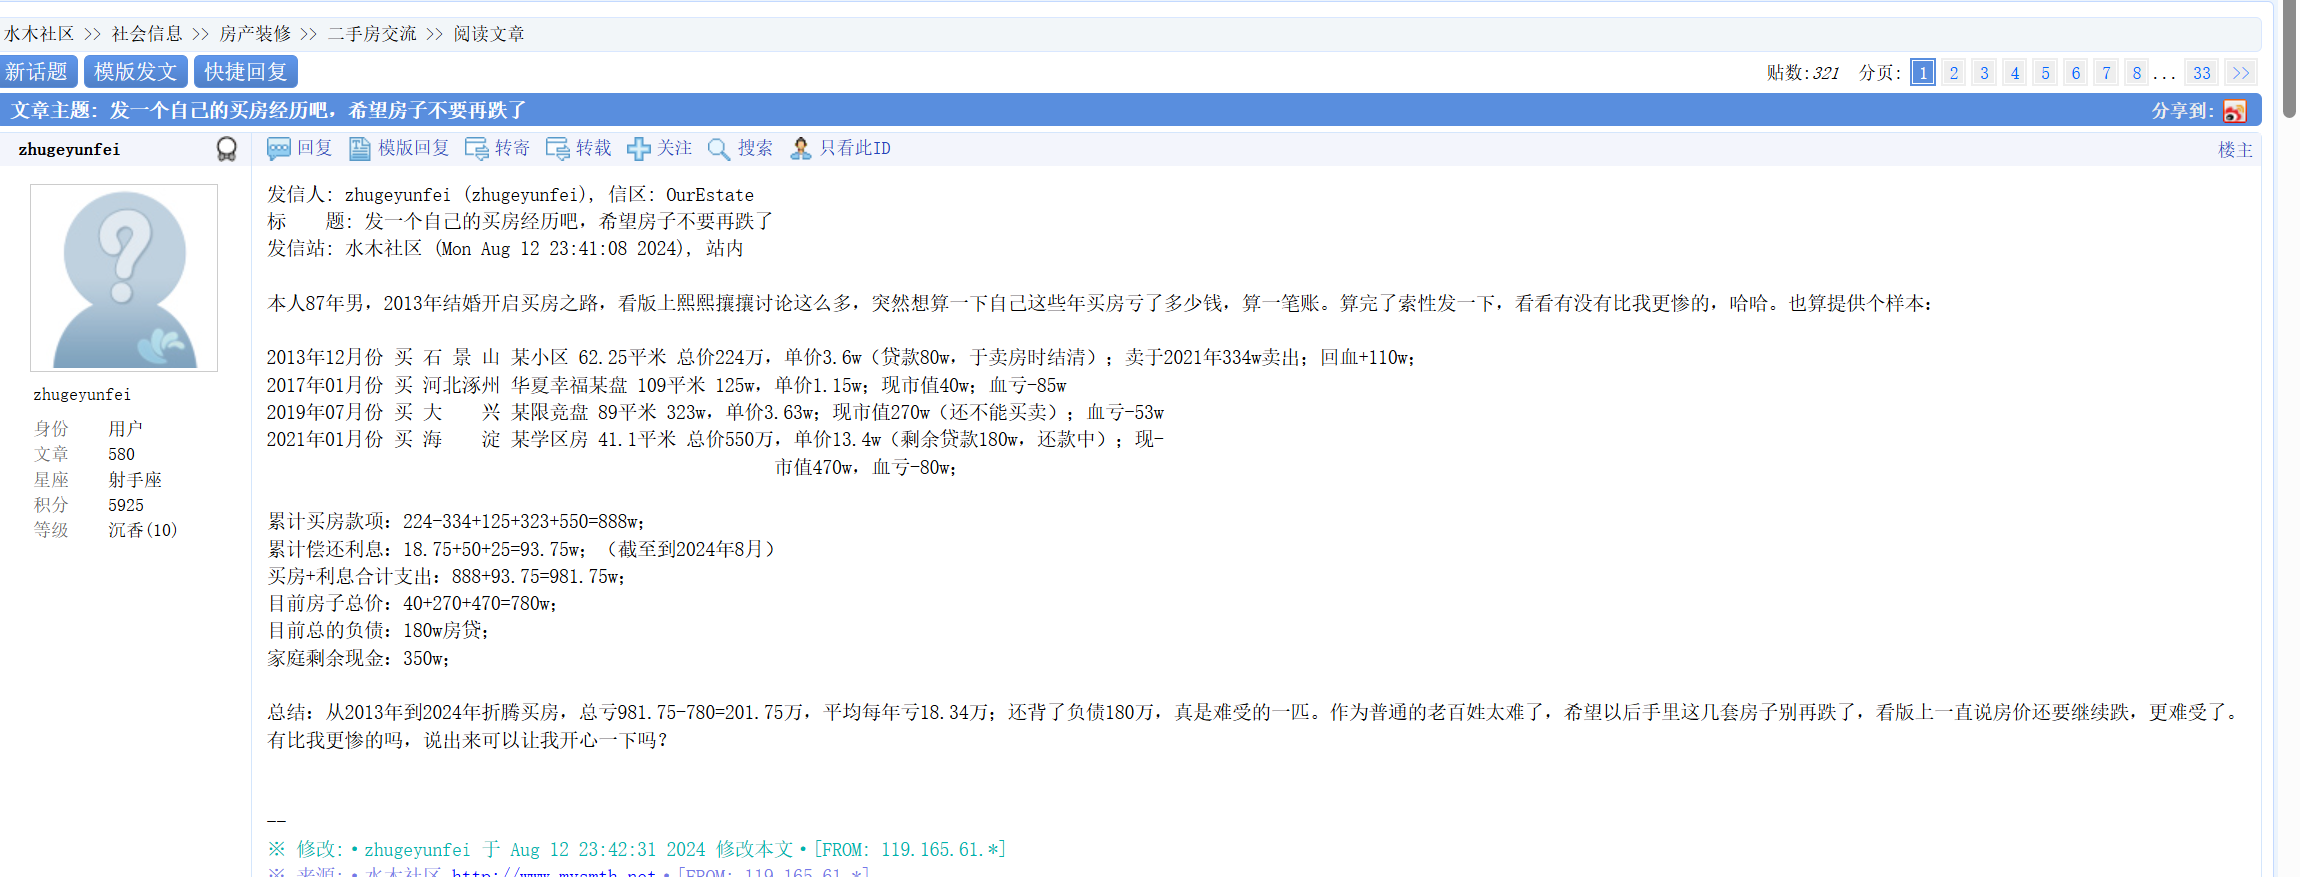 水木社区 >> 社会信息 >> 房产装修 >> 二手房交流 >> 阅读文章
新话题 模版发文 快捷回复 贴数:321 分页: 1 2 3 4 5 6 7 8 ... 33 >>
文章主题: 发一个自己的买房经历吧，希望房子不要再跌了 分享到:
zhugeyunfei 回复 模版回复 转寄 转载 关注 搜索 只看此ID 楼主
发信人: zhugeyunfei (zhugeyunfei), 信区: OurEstate
标 题: 发一个自己的买房经历吧，希望房子不要再跌了
发信站: 水木社区 (Mon Aug 12 23:41:08 2024), 站内
本人87年男，2013年结婚开启买房之路，看版上熙熙攘攘讨论这么多，突然想算一下自己这些年买房亏了多少钱，算一笔账。算完了索性发一下，看看有没有比我更惨的，哈哈。也算提供个样本：
2013年12月份 买 石 景 山 某小区 62.25平米 总价224万，单价3.6w（贷款80w，于卖房时结清）；卖于2021年334w卖出；回血+110w；
2017年01月份 买 河北涿州 华夏幸福某盘 109平米 125w，单价1.15w；现市值40w；血亏-85w
2019年07月份 买 大 兴 某限竞盘 89平米 323w，单价3.63w；现市值270w（还不能买卖）；血亏-53w
2021年01月份 买 海 淀 某学区房 41.1平米 总价550万，单价13.4w（剩余贷款180w，还款中）；现-
市值470w，血亏-80w；
累计买房款项：224-334+125+323+550=888w；
累计偿还利息：18.75+50+25=93.75w；（截至到2024年8月）
买房+利息合计支出：888+93.75=981.75w；
目前房子总价：40+270+470=780w；
目前总的负债：180w房贷；
家庭剩余现金：350w；
总结：从2013年到2024年折腾买房，总亏981.75-780=201.75万，平均每年亏18.34万；还背了负债180万，真是难受的一匹。作为普通的老百姓太难了，希望以后手里这几套房子别再跌了，看版上一直说房价还要继续跌，更难受了。
有比我更惨的吗，说出来可以让我开心一下吗？
--
※ 修改:·zhugeyunfei 于 Aug 12 23:42:31 2024 修改本文·[FROM: 119.165.61.*]
※ 来源:·水木社区 http://www.mysmth.net·[FROM: 119.165.61.*]
zhugeyunfei
身份 用户
文章 580
星座 射手座
积分 5925
等级 沉香(10)